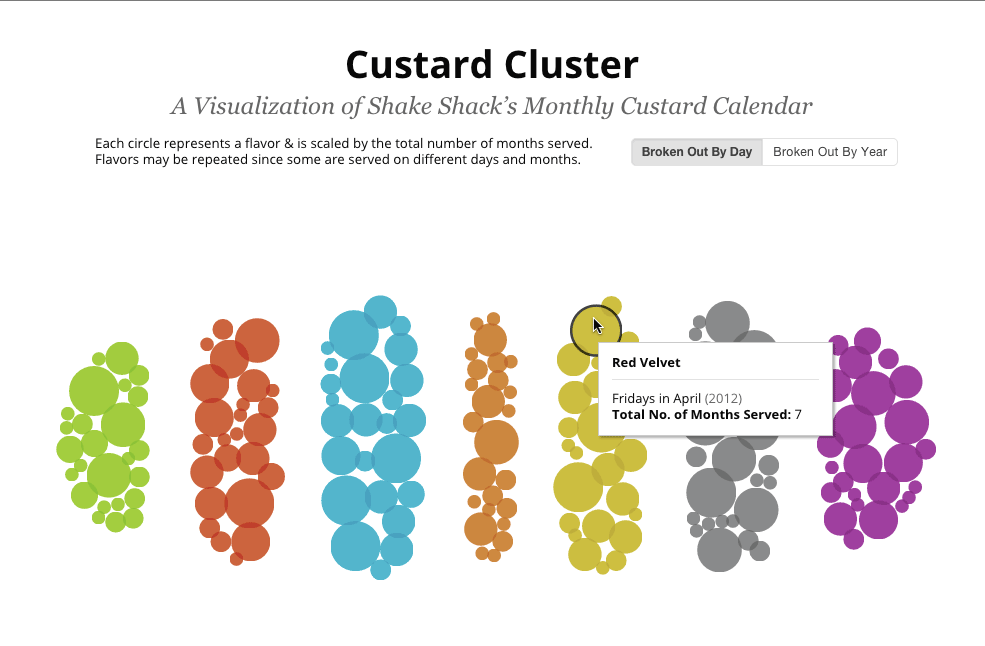 Custard Cluster
A Visualization of Shake Shack’s Monthly Custard Calendar
Each circle represents a flavor & is scaled by the total number of months served.
Flavors may be repeated since some are served on different days and months.
Broken Out By Day
Broken Out By Year
Red Velvet
Fridays in April (2012)
Total No. of Months Served: 7